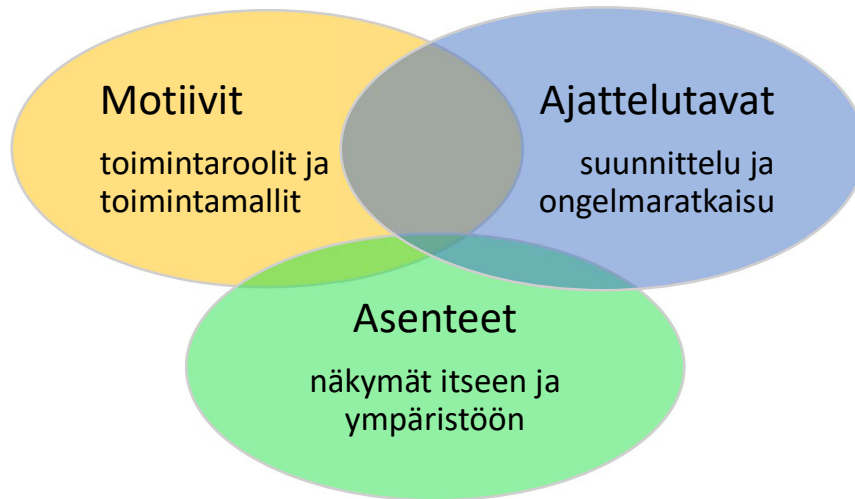 Motiivit
toimintaroolit ja
toimintamallit
Ajattelutavat
suunnittelu ja
ongelmaratkaisu
Asenteet
näkymät itseen ja
ympäristöön